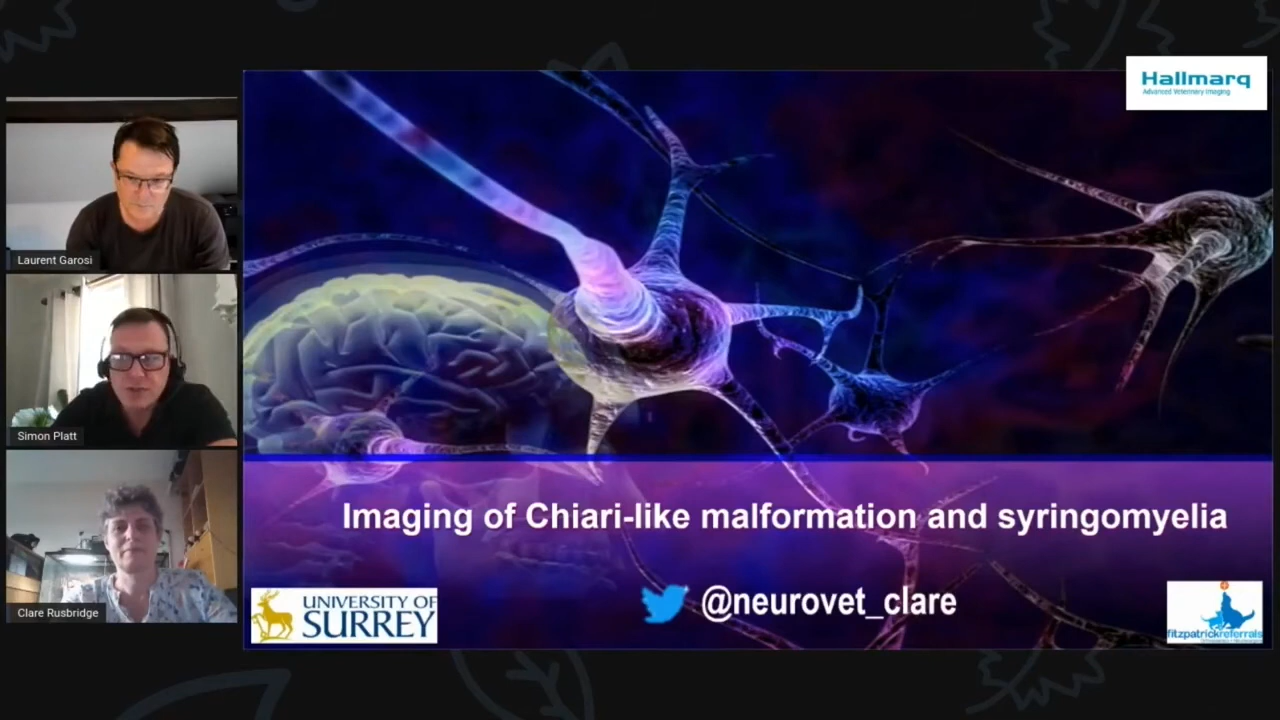 Hallmarq
Advanced Veterinary Imaging
Laurent Garosi
Simon Platt
Clare Rusbridge
Imaging of Chiari-like malformation and syringomyelia
UNIVERSITY OF
SURREY
@neurovet_clare
fitzpatrickreferrals